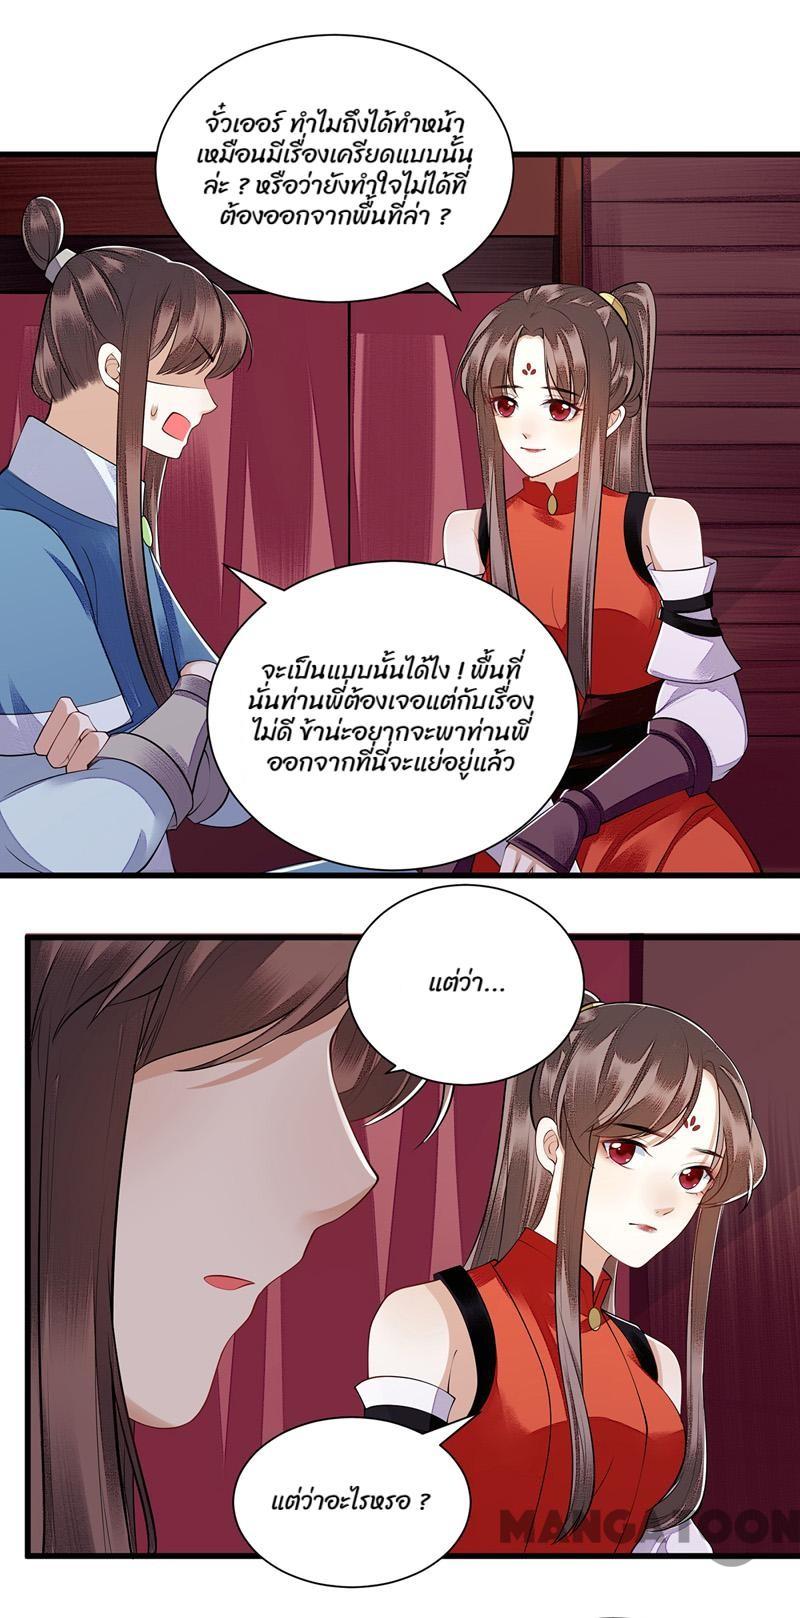 จิ๋วเออร์ ทำไมถึงได้ทำหน้า
เหมือนมีเรื่องเครียดแบบนั้น
ล่ะ ? หรือว่ายังทำใจไม่ได้ที่
ต้องออกจากพื้นที่ล่า ?
จะเป็นแบบนั้นได้ไง ! พื้นที่
นั่นท่านพี่ต้องเจอแต่กับเรื่อง
ไม่ดี ข้าน่ะอยากจะพาท่านพี่
ออกจากที่นี่จะแย่อยู่แล้ว
แต่ว่า...
แต่ว่าอะไรหรอ ?
MANGATOON